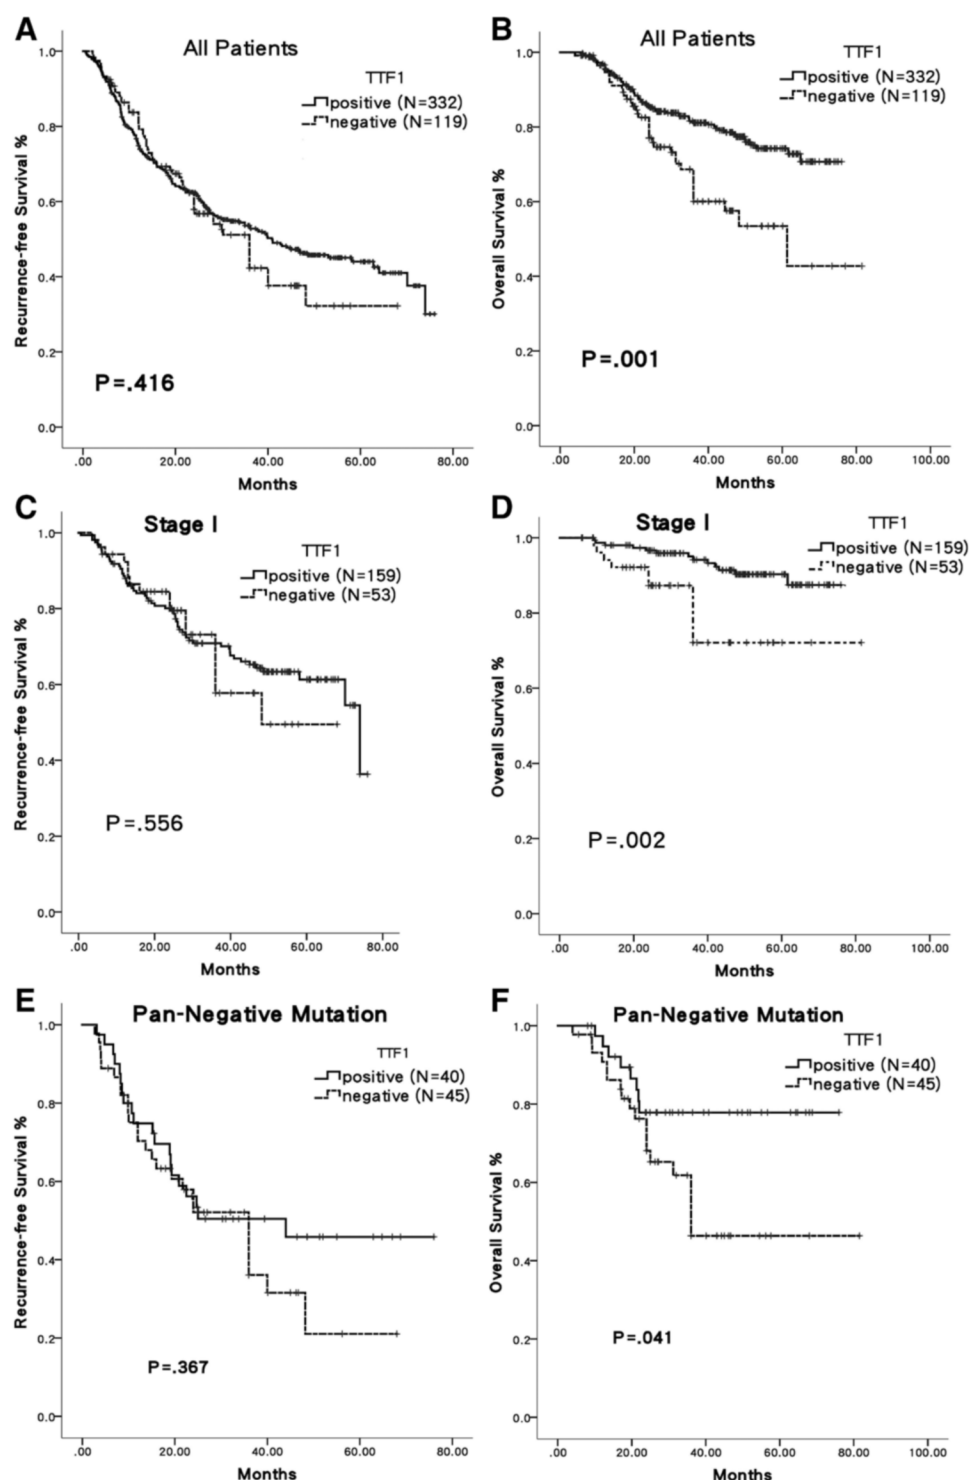 A
All Patients
TTF1
positive (N=332)
negative (N=119)
Recurrence-free Survival %
1.0
0.8
0.6
0.4
0.2
0.0
P=.416
.00 20.00 40.00 60.00 80.00
Months
B
All Patients
TTF1
positive (N=332)
negative (N=119)
Overall Survival %
1.0
0.8
0.6
0.4
0.2
0.0
P=.001
.00 20.00 40.00 60.00 80.00 100.00
Months
C
Stage I
TTF1
positive (N=159)
negative (N=53)
Recurrence-free Survival %
1.0
0.8
0.6
0.4
0.2
0.0
P=.556
.00 20.00 40.00 60.00 80.00
Months
D
Stage I
TTF1
positive (N=159)
negative (N=53)
Overall Survival %
1.0
0.8
0.6
0.4
0.2
0.0
P=.002
.00 20.00 40.00 60.00 80.00 100.00
Months
E
Pan-Negative Mutation
TTF1
positive (N=40)
negative (N=45)
Recurrence-free Survival %
1.0
0.8
0.6
0.4
0.2
0.0
P=.367
.00 20.00 40.00 60.00 80.00
Months
F
Pan-Negative Mutation
TTF1
positive (N=40)
negative (N=45)
Overall Survival %
1.0
0.8
0.6
0.4
0.2
0.0
P=.041
.00 20.00 40.00 60.00 80.00 100.00
Months